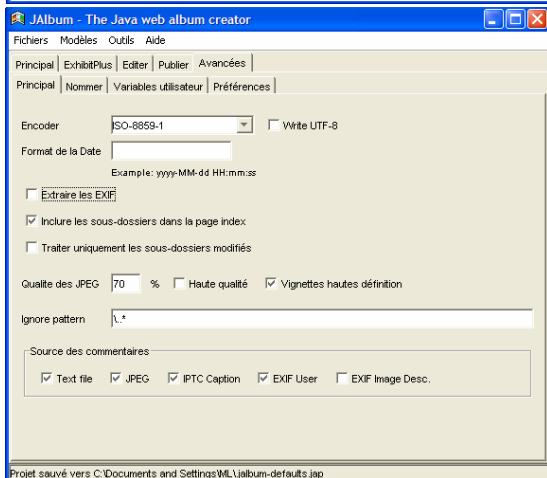 JAlbum - The Java web album creator
Fichiers Modèles Outils Aide
Principal ExhibitPlus Editer Publier Avancées
Principal Nommer Variables utilisateur Préférences
Encoder ISO-8859-1 Write UTF-8
Format de la Date
Example: yyyy-MM-dd HH:mm:ss
Extraire les EXIF
Inclure les sous-dossiers dans la page index
Traiter uniquement les sous-dossiers modifiés
Qualite des JPEG 70 % Haute qualité Vignettes hautes définition
Ignore pattern \..*
Source des commentaires
Text file JPEG IPTC Caption EXIF User EXIF Image Desc.
Projet sauvé vers C:\Documents and Settings\ML\jalbum-defaults.jap